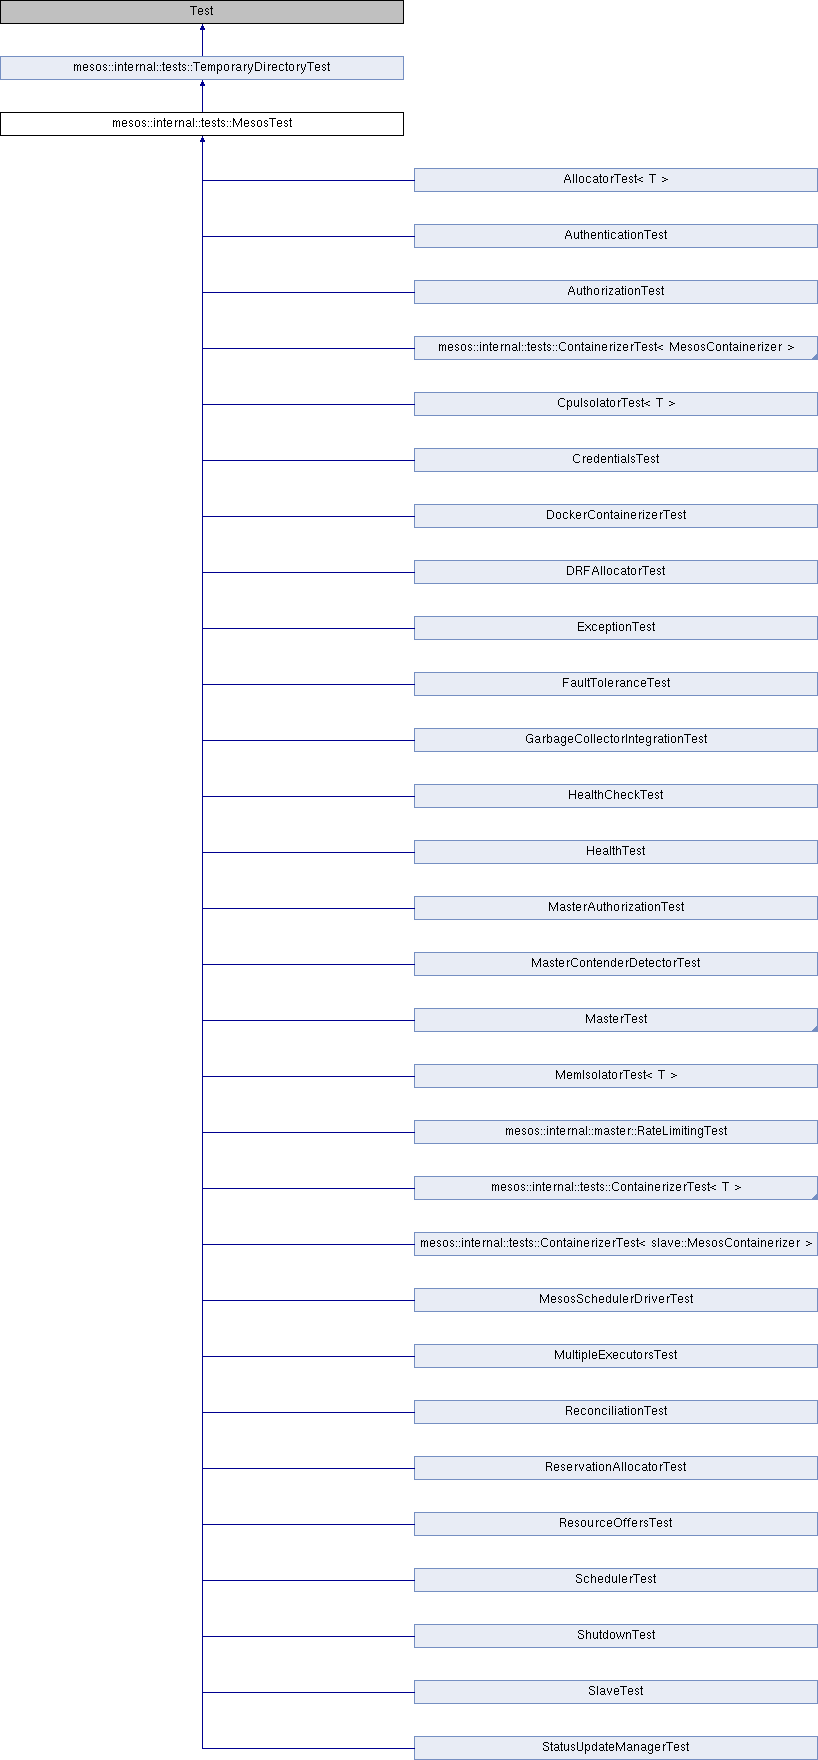 Test
mesos::internal::tests::TemporaryDirectoryTest
mesos::internal::tests::MesosTest
AllocatorTest< T >
AuthenticationTest
AuthorizationTest
mesos::internal::tests::ContainerizerTest< MesosContainerizer >
CpuIsolatorTest< T >
CredentialsTest
DockerContainerizerTest
DRFAllocatorTest
ExceptionTest
FaultToleranceTest
GarbageCollectorIntegrationTest
HealthCheckTest
HealthTest
MasterAuthorizationTest
MasterContenderDetectorTest
MasterTest
MemIsolatorTest< T >
mesos::internal::master::RateLimitingTest
mesos::internal::tests::ContainerizerTest< T >
mesos::internal::tests::ContainerizerTest< slave::MesosContainerizer >
MesosSchedulerDriverTest
MultipleExecutorsTest
ReconciliationTest
ReservationAllocatorTest
ResourceOffersTest
SchedulerTest
ShutdownTest
SlaveTest
StatusUpdateManagerTest